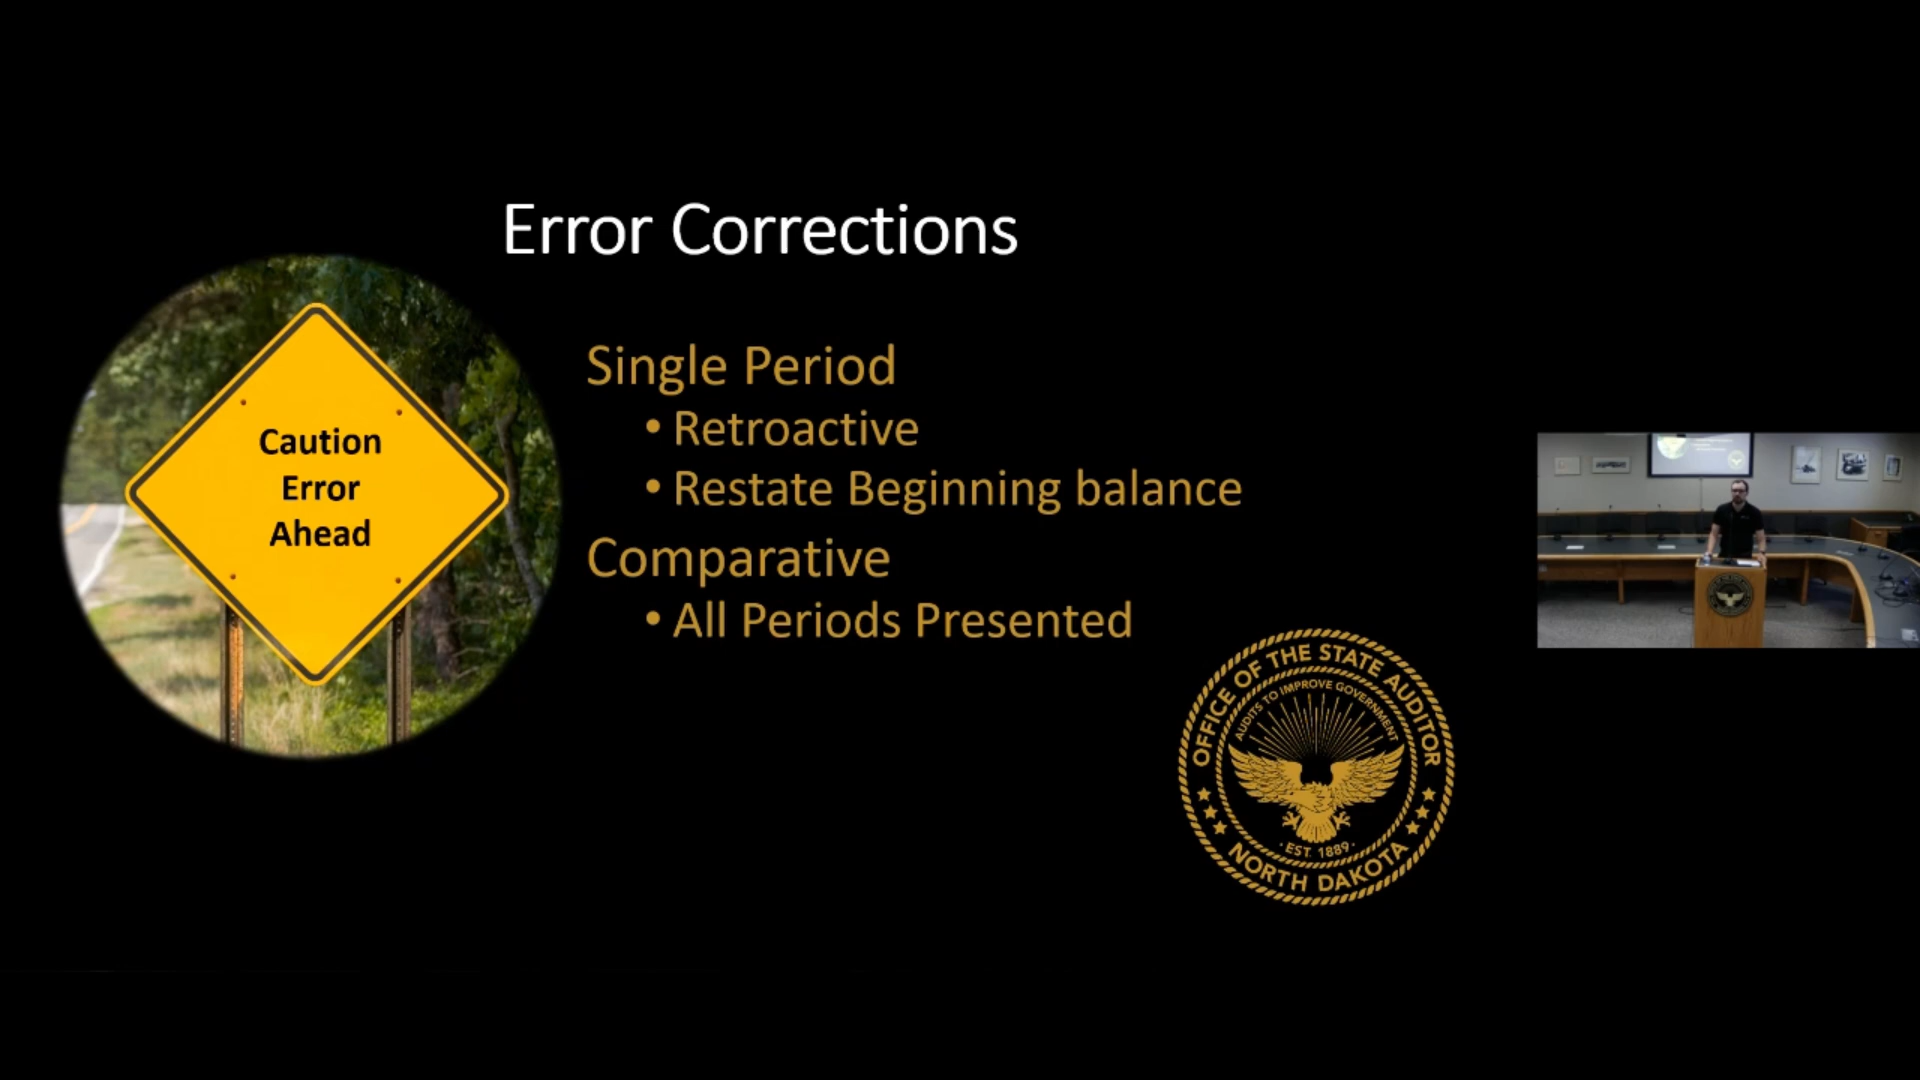 Error Corrections
Caution
Error
Ahead
Single Period
• Retroactive
• Restate Beginning balance
Comparative
• All Periods Presented
OFFICE OF THE STATE AUDITOR
AUDITS TO IMPROVE GOVERNMENT
· EST 1889 ·
NORTH DAKOTA